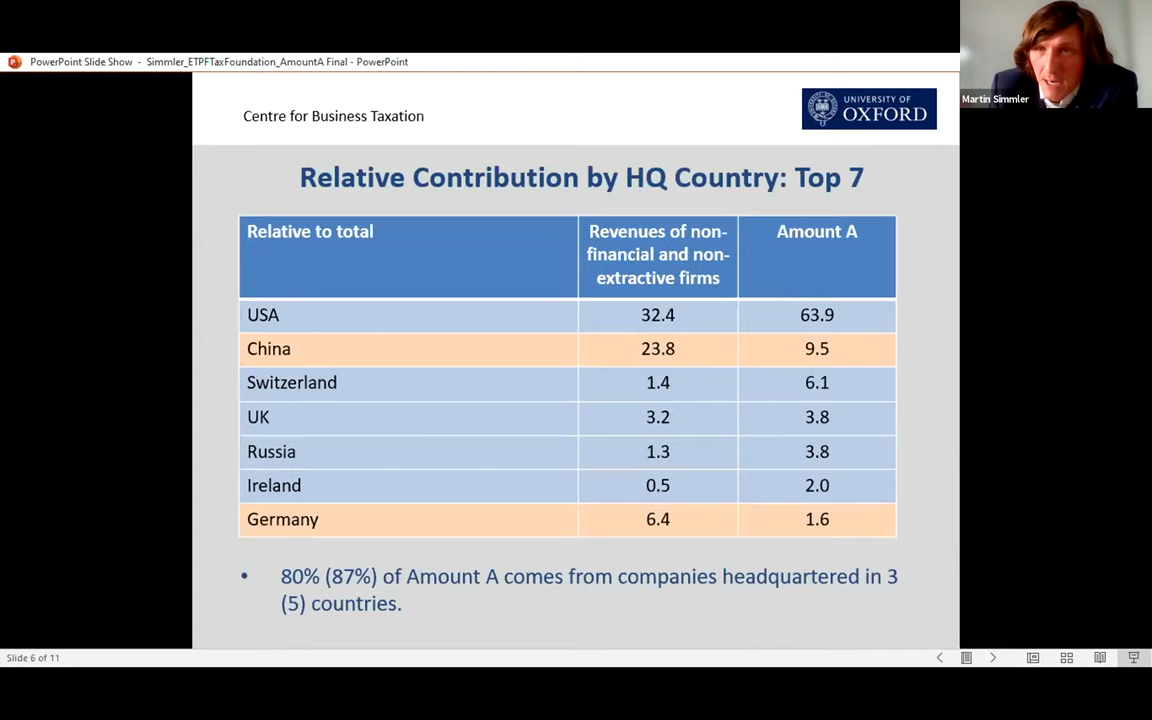 PowerPoint Slide Show - Simmler_ETPFTaxFoundation_AmountA Final - PowerPoint
Martin Simmler
Centre for Business Taxation
UNIVERSITY OF
OXFORD
Relative Contribution by HQ Country: Top 7
Relative to total
Revenues of non-
financial and non-
extractive firms
Amount A
USA 32.4 63.9
China 23.8 9.5
Switzerland 1.4 6.1
UK 3.2 3.8
Russia 1.3 3.8
Ireland 0.5 2.0
Germany 6.4 1.6
• 80% (87%) of Amount A comes from companies headquartered in 3
(5) countries.
Slide 6 of 11